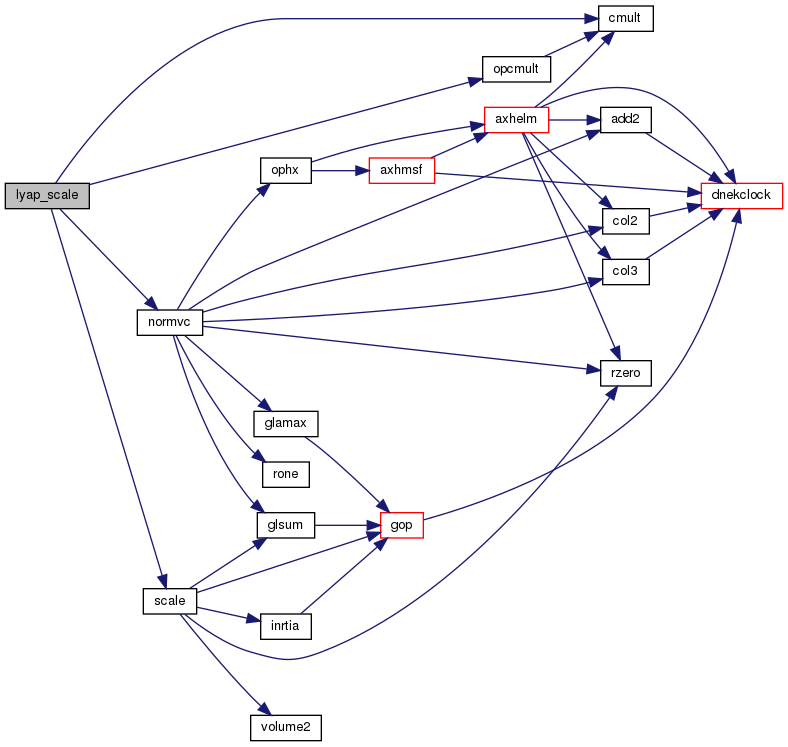 cmult
opcmult
axhelm
add2
ophx
axhmsf
lyap_scale
dnekclock
col2
col3
normvc
rzero
glamax
rone
glsum
gop
scale
inrtia
volume2